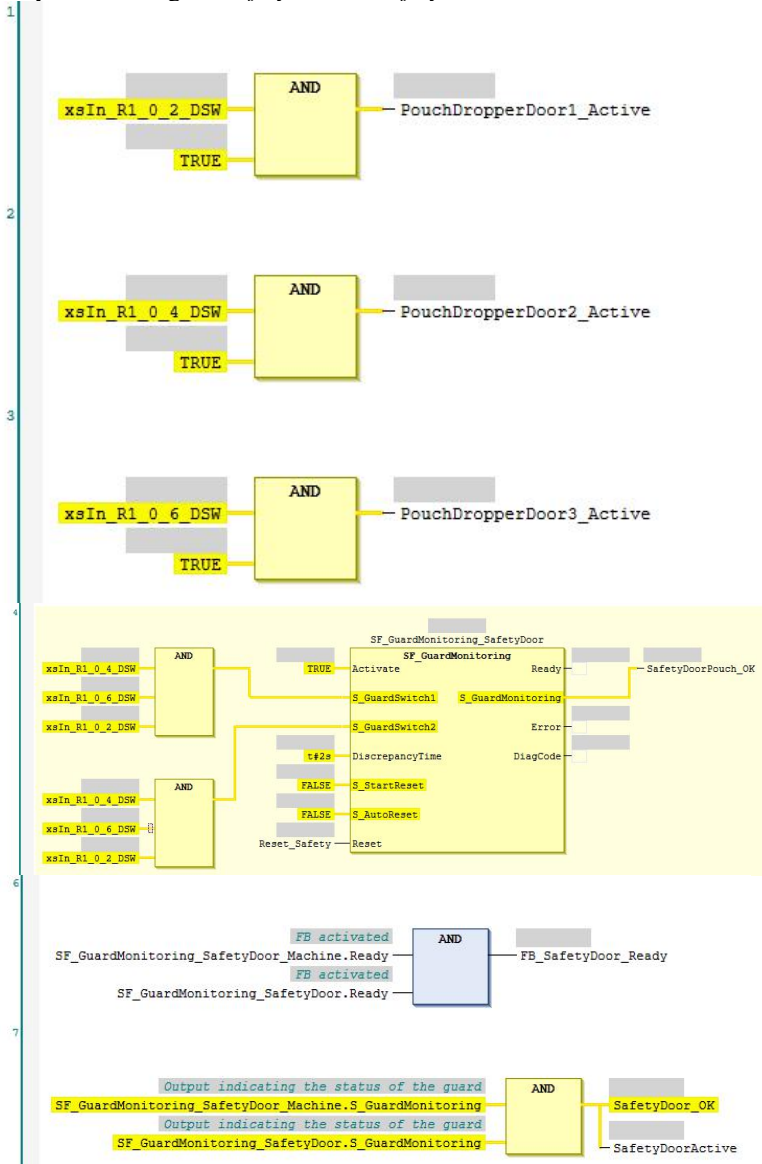 1
AND
xsIn_R1_0_2_DSW
PouchDropperDoor1_Active
TRUE
2
AND
xsIn_R1_0_4_DSW
PouchDropperDoor2_Active
TRUE
3
AND
xsIn_R1_0_6_DSW
PouchDropperDoor3_Active
TRUE
4
SF_GuardMonitoring_SafetyDoor
AND
SF_GuardMonitoring
xsIn_R1_0_4_DSW
TRUE
Activate
Ready
SafetyDoorPouch_OK
xsIn_R1_0_6_DSW
S_GuardSwitch1
S_GuardMonitoring
xsIn_R1_0_2_DSW
S_GuardSwitch2
Error
t#2s
DiscrepancyTime
DiagCode
AND
xsIn_R1_0_4_DSW
FALSE
S_StartReset
xsIn_R1_0_6_DSW
FALSE
S_AutoReset
xsIn_R1_0_2_DSW
Reset_Safety
Reset
6
FB activated
AND
SF_GuardMonitoring_SafetyDoor_Machine.Ready
FB_SafetyDoor_Ready
FB activated
SF_GuardMonitoring_SafetyDoor.Ready
7
Output indicating the status of the guard
AND
SF_GuardMonitoring_SafetyDoor_Machine.S_GuardMonitoring
SafetyDoor_OK
Output indicating the status of the guard
SF_GuardMonitoring_SafetyDoor.S_GuardMonitoring
SafetyDoorActive